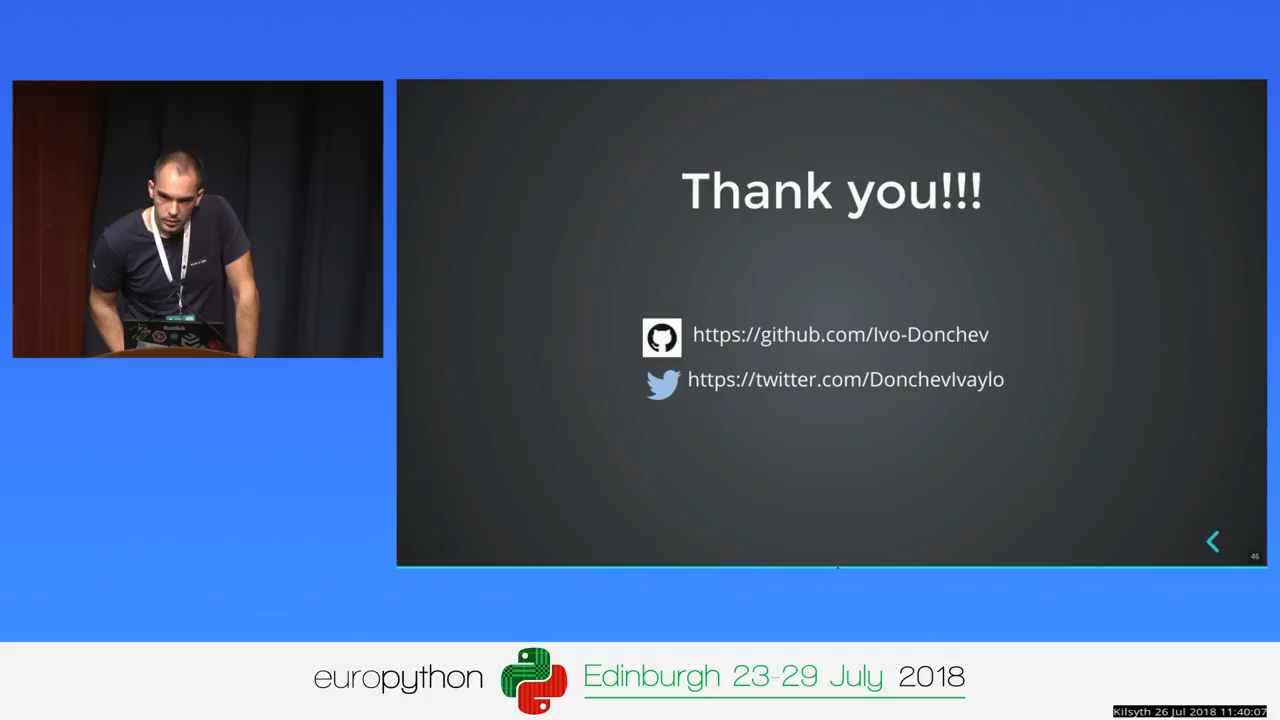 Thank you!!!
https://github.com/Ivo-Donchev
https://twitter.com/DonchevIvaylo
46
europython
Edinburgh 23-29 July 2018
Kilsyth 26 Jul 2018 11:40:07